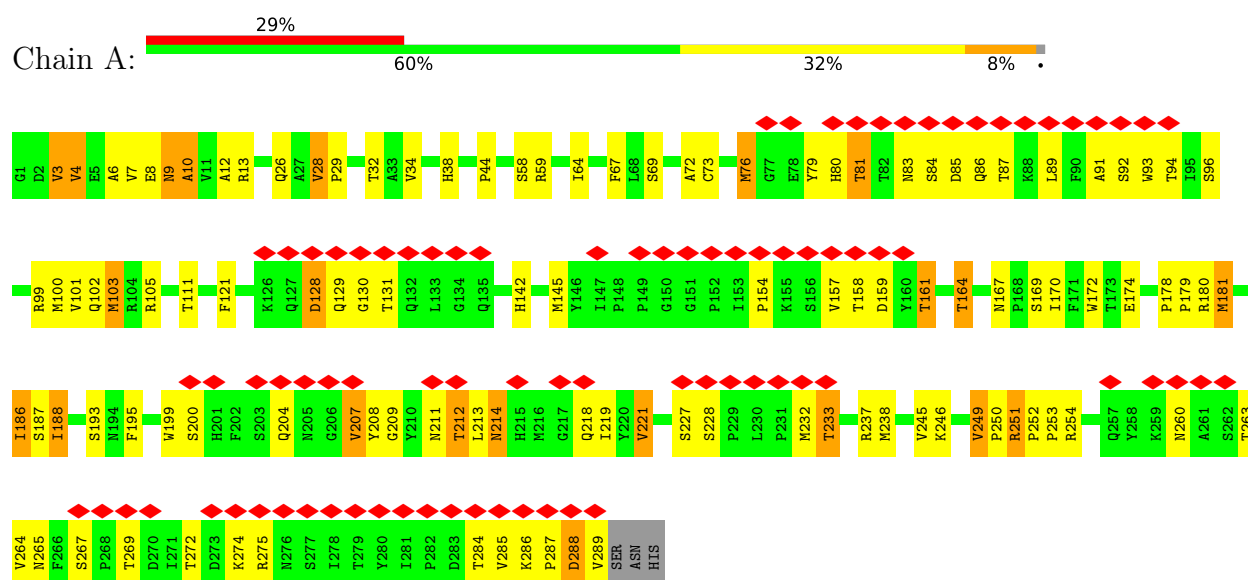 29%
Chain A:
60% 32% 8% •
G1 D2 V3 V4 E5 A6 V7 E8 N9 A10 V11 A12 R13 Q26 A27 V28 P29 T32 A33 V34 H38 P44 S58 R59 I64 F67 L68 S69 A72 C73 M76 G77 E78 Y79 H80 T81 T82 N83 S84 D85 Q86 T87 K88 L89 F90 A91 S92 W93 T94 I95 S96
R99 M100 V101 Q102 M103 R104 R105 T111 F121 K126 Q127 D128 Q129 G130 T131 Q132 L133 G134 Q135 H142 M145 Y146 I147 P148 P149 G150 G151 P152 I153 P154 K155 S156 V157 T158 D159 Y160 T161 T164 N167 P168 S169 I170 F171 W172 T173 E174 P178 P179 R180 M181
I186 S187 I188 S193 N194 F195 W199 S200 H201 F202 S203 Q204 N205 G206 V207 Y208 G209 Y210 N211 T212 L213 N214 H215 M216 G217 Q218 I219 Y220 V221 S227 S228 P229 L230 P231 M232 T233 R237 M238 V245 K246 V249 P250 R251 P252 P253 R254 Q257 Y258 K259 N260 A261 S262 T263
V264 N265 F266 S267 P268 T269 D270 I271 T272 D273 K274 R275 N276 S277 I278 T279 Y280 I281 P282 D283 T284 V285 K286 P287 D288 V289 SER ASN HIS